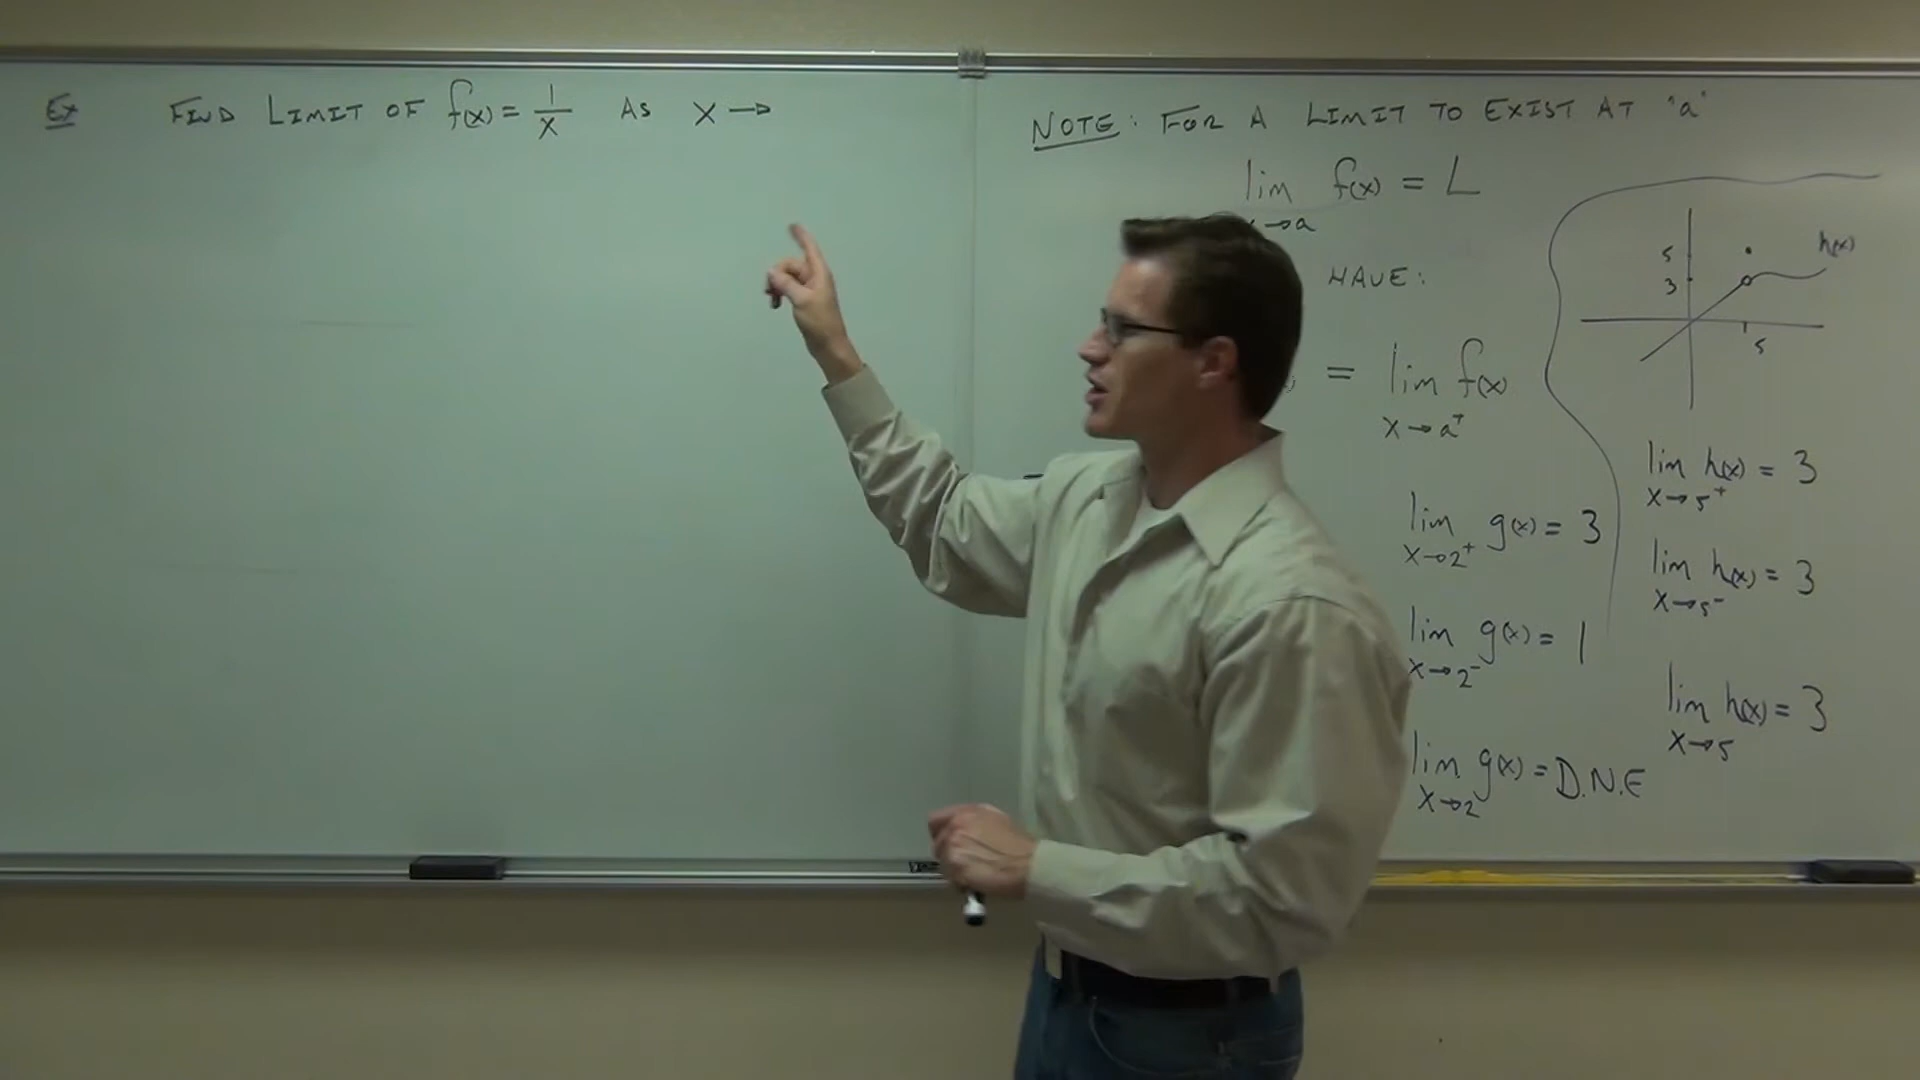 Ex FIND LIMIT OF f(x) = 1/x AS x →
NOTE: FOR A LIMIT TO EXIST AT "a"
lim f(x) = L
→ a
HAVE:
= lim f(x)
x → a⁺
5
3
h(x)
5
lim g(x) = 3
x → 2⁺
lim g(x) = 1
x → 2⁻
lim g(x) = D.N.E
x → 2
lim h(x) = 3
x → 5⁺
lim h(x) = 3
x → 5⁻
lim h(x) = 3
x → 5